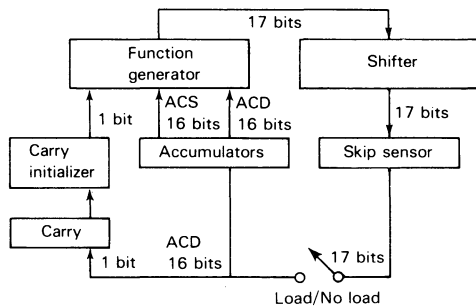 17 bits
Function
generator
Shifter
ACS
16 bits
ACD
16 bits
1 bit
17 bits
Carry
initializer
Accumulators
Skip sensor
Carry
ACD
16 bits
1 bit
17 bits
Load/No load